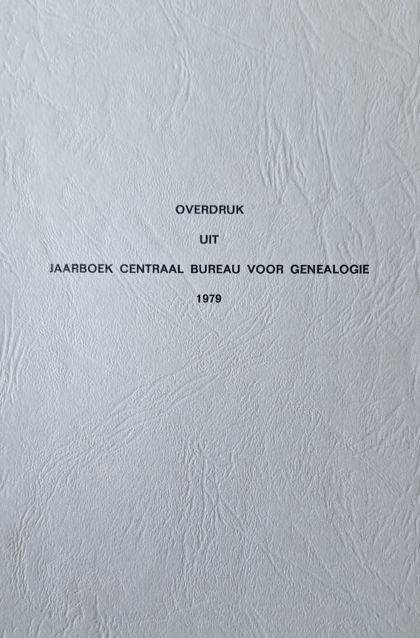 OVERDRUK
UIT
JAARBOEK CENTRAAL BUREAU VOOR GENEALOGIE
1979